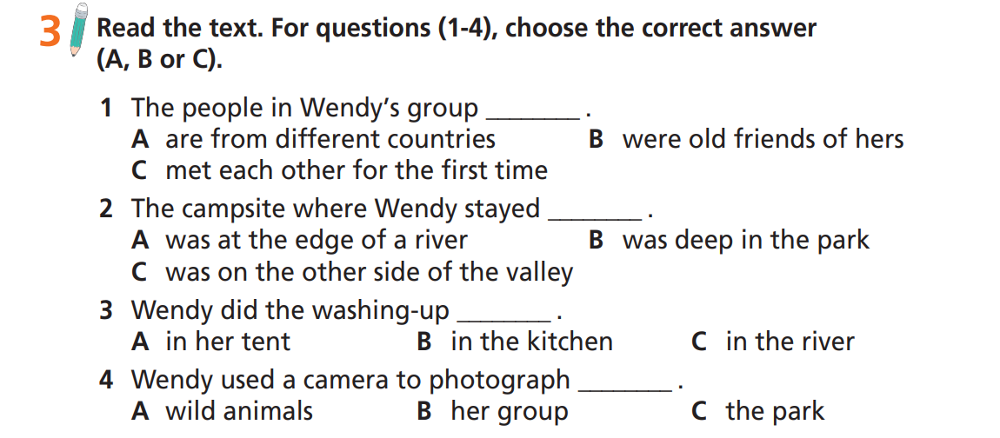 3 Read the text. For questions (1-4), choose the correct answer
(A, B or C).
1 The people in Wendy's group ________ .
A are from different countries B were old friends of hers
C met each other for the first time
2 The campsite where Wendy stayed ________ .
A was at the edge of a river B was deep in the park
C was on the other side of the valley
3 Wendy did the washing-up ________ .
A in her tent B in the kitchen C in the river
4 Wendy used a camera to photograph ________ .
A wild animals B her group C the park